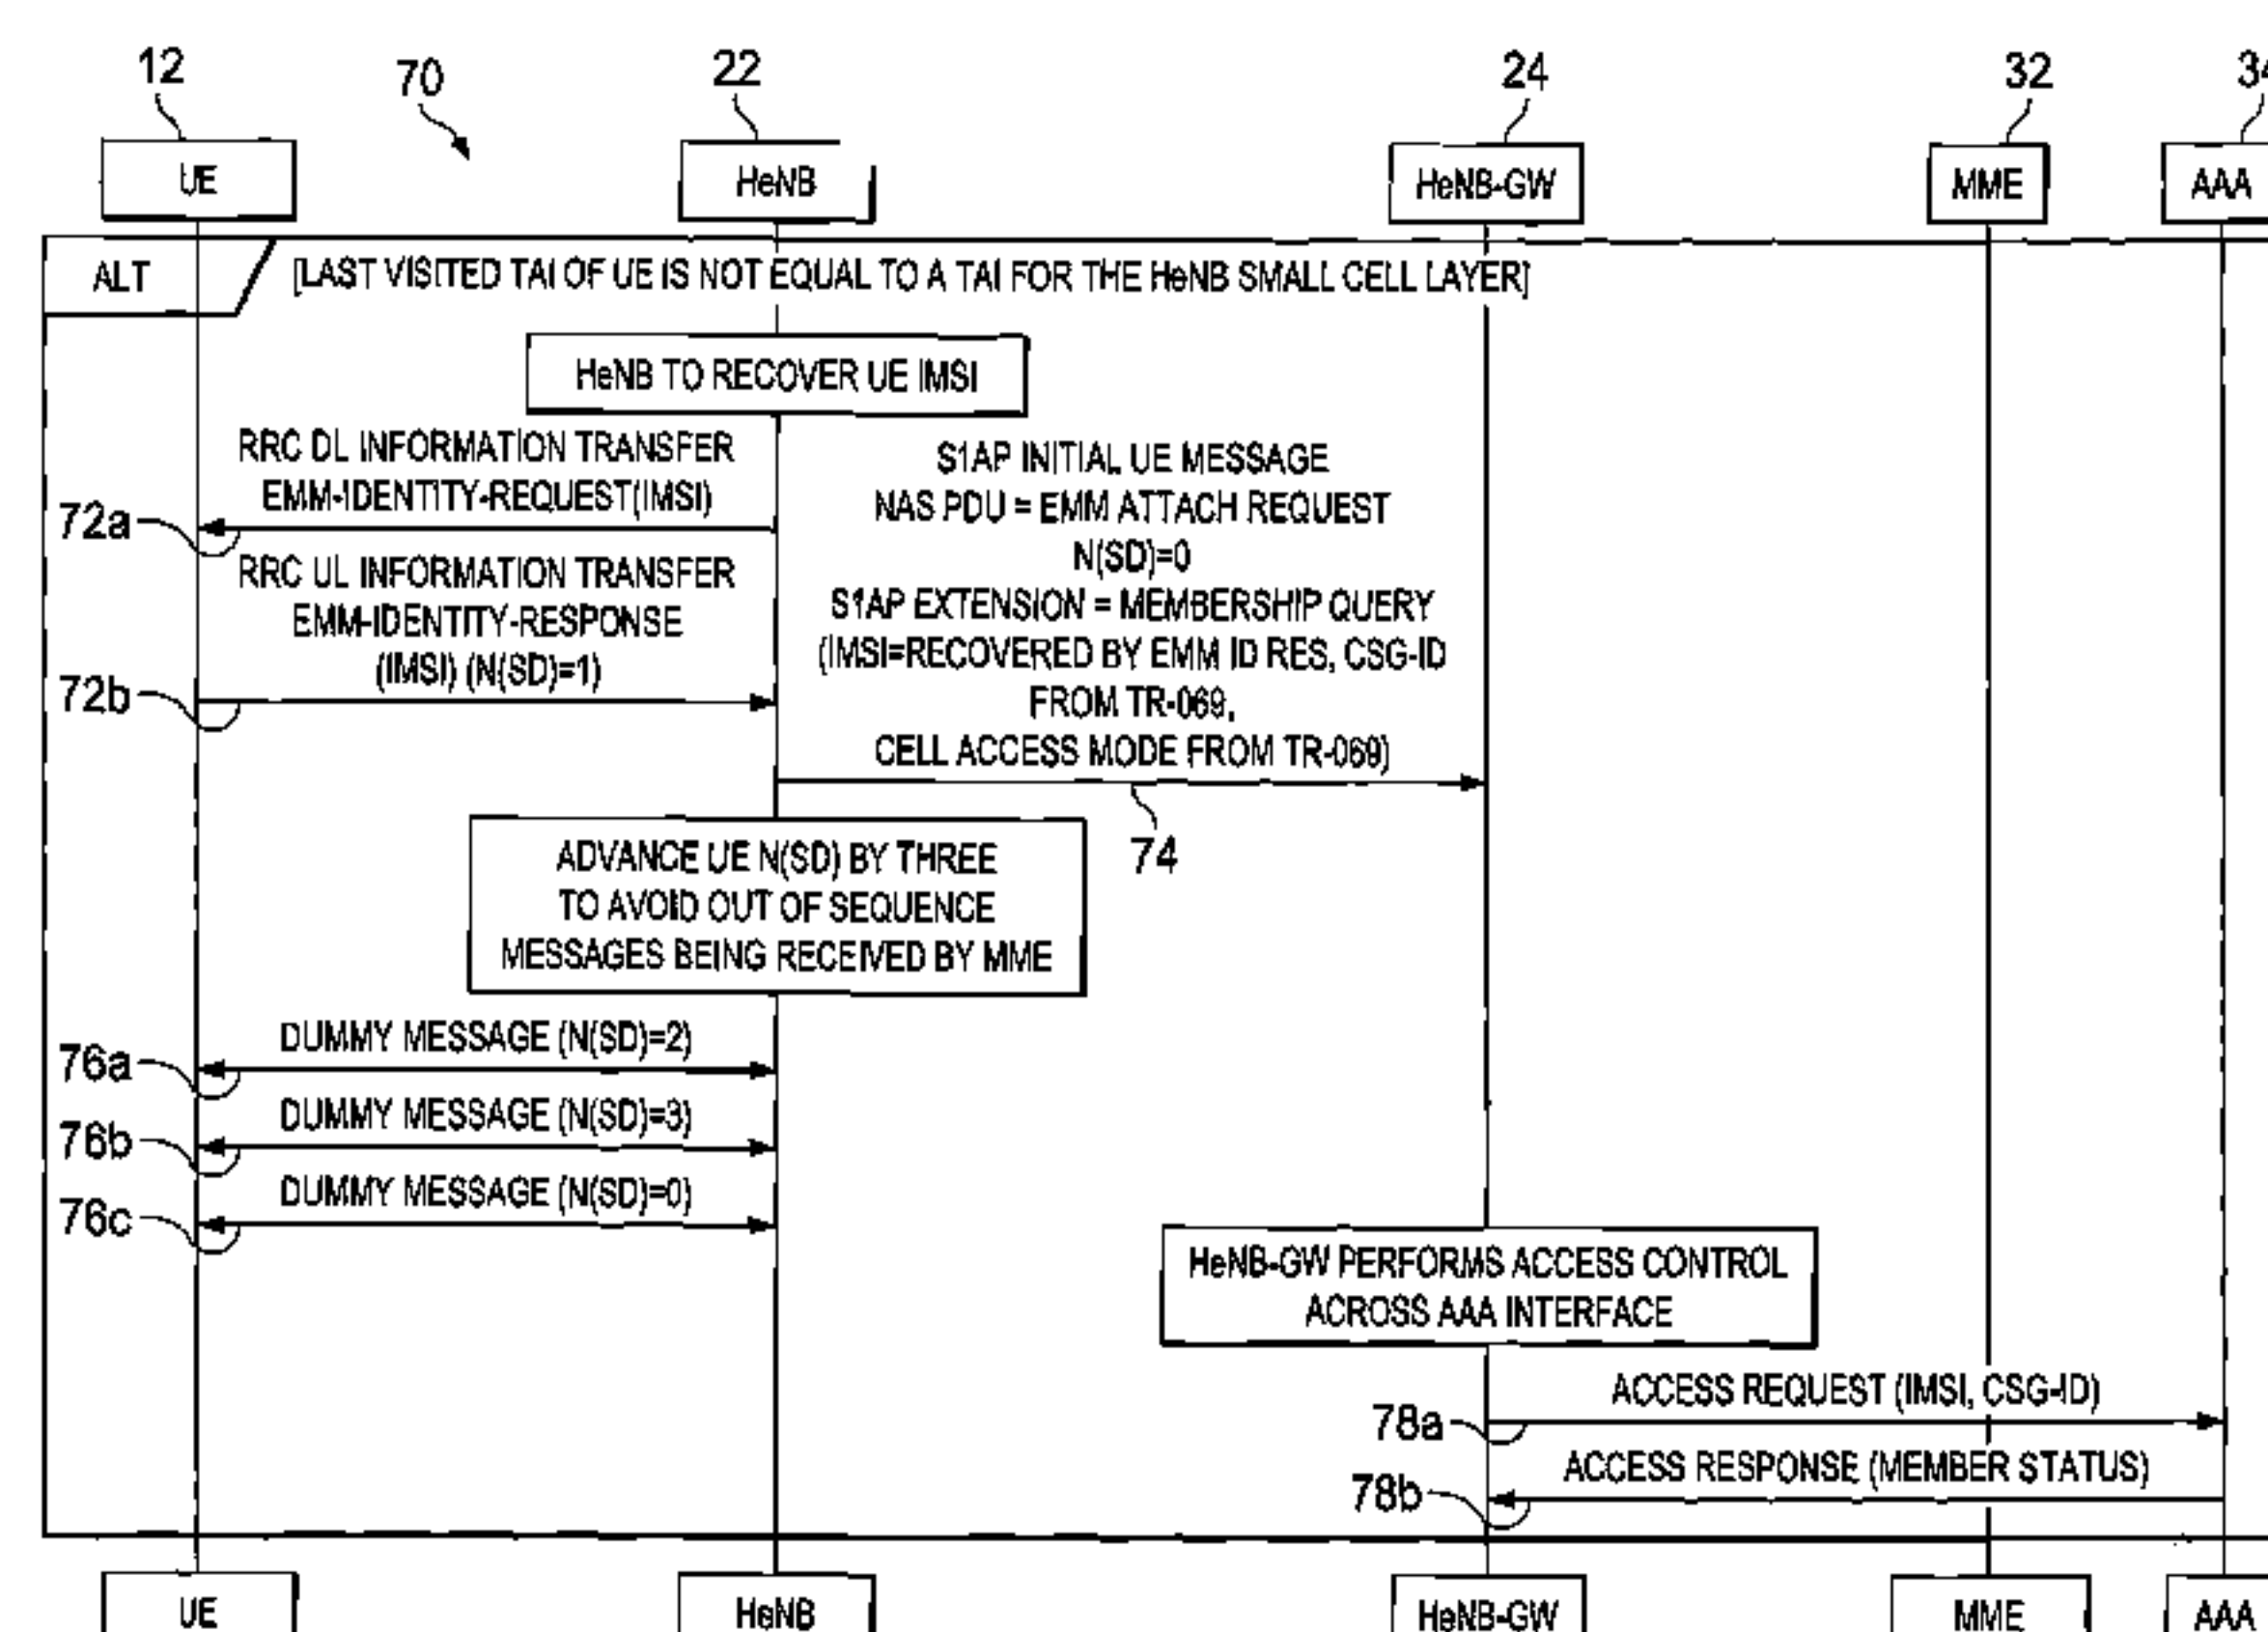 12
70
22
24
32
UE
HeNB
HeNB-GW
MME
AAA
ALT
[LAST VISITED TAI OF UE IS NOT EQUAL TO A TAI FOR THE HeNB SMALL CELL LAYER]
HeNB TO RECOVER UE IMSI
RRC DL INFORMATION TRANSFER
EMM-IDENTITY-REQUEST(IMSI)
72a
RRC UL INFORMATION TRANSFER
EMM-IDENTITY-RESPONSE
(IMSI) (N(SD)=1)
72b
S1AP INITIAL UE MESSAGE
NAS PDU = EMM ATTACH REQUEST
N(SD)=0
S1AP EXTENSION = MEMBERSHIP QUERY
(IMSI=RECOVERED BY EMM ID RES, CSG-ID
FROM TR-069,
CELL ACCESS MODE FROM TR-069)
74
ADVANCE UE N(SD) BY THREE
TO AVOID OUT OF SEQUENCE
MESSAGES BEING RECEIVED BY MME
DUMMY MESSAGE (N(SD)=2)
76a
DUMMY MESSAGE (N(SD)=3)
76b
DUMMY MESSAGE (N(SD)=0)
76c
HeNB-GW PERFORMS ACCESS CONTROL
ACROSS AAA INTERFACE
ACCESS REQUEST (IMSI, CSG-ID)
78a
ACCESS RESPONSE (MEMBER STATUS)
78b
UE
HeNB
HeNB-GW
MME
AAA